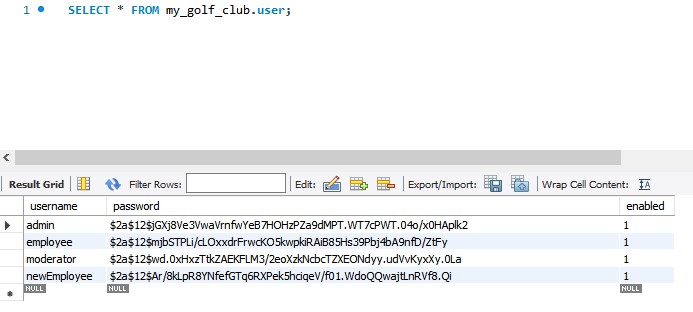 1 SELECT * FROM my_golf_club.user;
Result Grid Filter Rows: Edit: Export/Import: Wrap Cell Content: IA
username password enabled
admin $2a$12$jGXj8Ve3VwaVrnfwYeB7HOHzPZa9dMPT.WT7cPWT.04o/x0HAplk2 1
employee $2a$12$mjbSTPLi/cLOxxdrFrwcKO5kwpkiRAiB85Hs39Pbj4bA9nfD/ZtFy 1
moderator $2a$12$wd.0xHxzTtkZAEKFLM3/2eoXzkNcbcTZXEONdyy.udVvKyxXy.0La 1
newEmployee $2a$12$Ar/8kLpR8YNfefGTq6RXPek5hciqeV/f01.WdoQQwajtLnRVf8.Qi 1
NULL NULL NULL